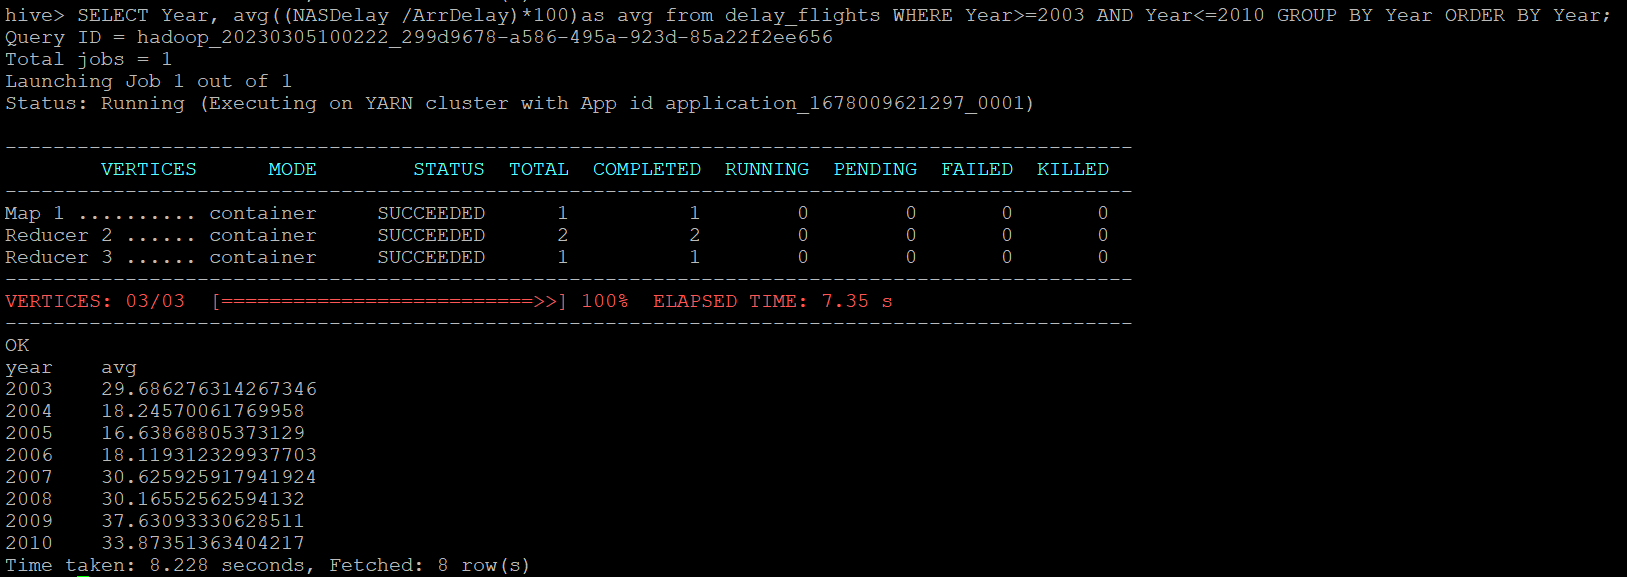 hive> SELECT Year, avg((NASDelay /ArrDelay)*100)as avg from delay_flights WHERE Year>=2003 AND Year<=2010 GROUP BY Year ORDER BY Year;
Query ID = hadoop_20230305100222_299d9678-a586-495a-923d-85a22f2ee656
Total jobs = 1
Launching Job 1 out of 1
Status: Running (Executing on YARN cluster with App id application_1678009621297_0001)
----------------------------------------------------------------------------------------------
        VERTICES      MODE        STATUS  TOTAL  COMPLETED  RUNNING  PENDING  FAILED  KILLED
----------------------------------------------------------------------------------------------
Map 1 .......... container     SUCCEEDED      1          1        0        0       0       0
Reducer 2 ...... container     SUCCEEDED      2          2        0        0       0       0
Reducer 3 ...... container     SUCCEEDED      1          1        0        0       0       0
----------------------------------------------------------------------------------------------
VERTICES: 03/03  [==========================>>] 100%  ELAPSED TIME: 7.35 s
----------------------------------------------------------------------------------------------
OK
year    avg
2003    29.686276314267346
2004    18.24570061769958
2005    16.63868805373129
2006    18.119312329937703
2007    30.625925917941924
2008    30.16552562594132
2009    37.63093330628511
2010    33.87351363404217
Time taken: 8.228 seconds, Fetched: 8 row(s)